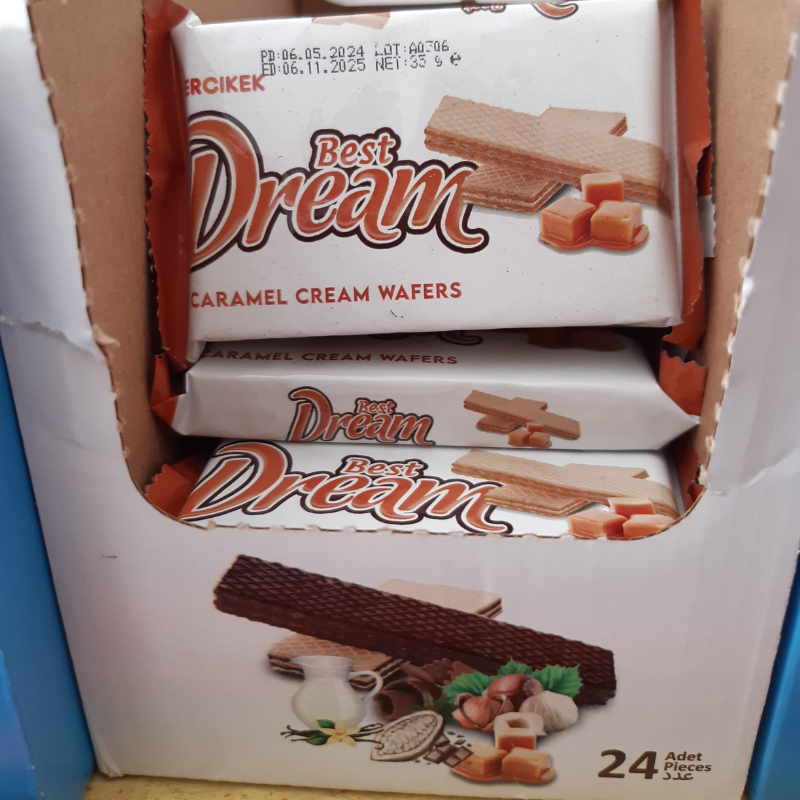 PD:06.05.2024 LOT:A0306
ED:06.11.2025 NET:35 g e
ERCIKEK
Best
Dream
CARAMEL CREAM WAFERS
CARAMEL CREAM WAFERS
Best
Dream
Best
Dream
24 Adet
Pieces
عدد